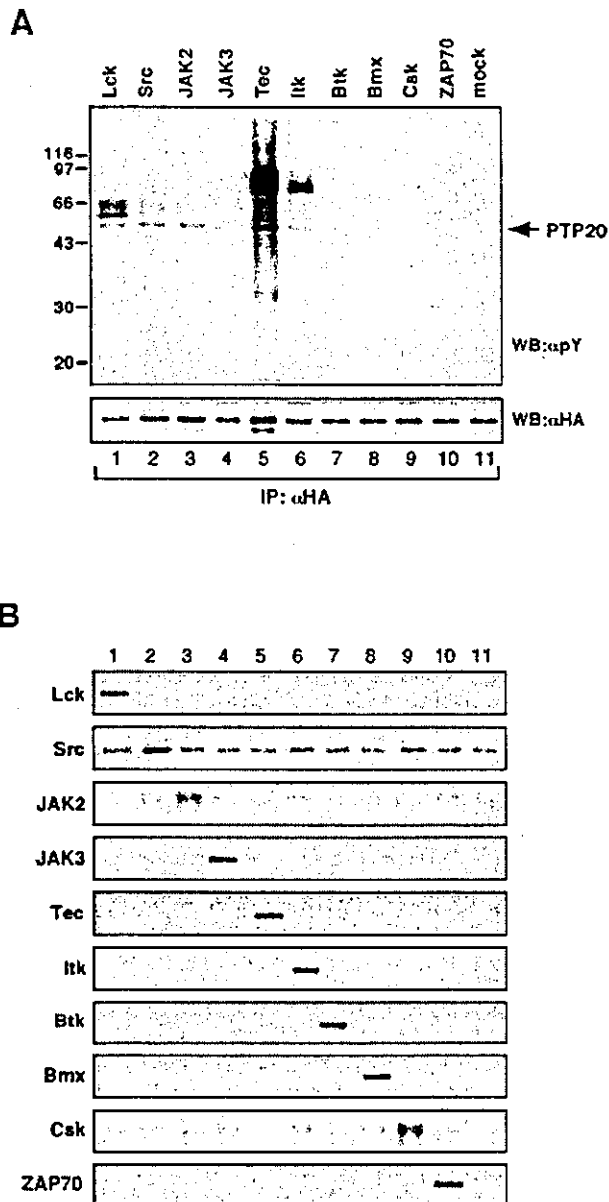 A
Lck Src JAK2 JAK3 Tec Itk Btk Bmx Csk ZAP70 mock
116
97
66
43
30
20
PTP20
WB:αpY
WB:αHA
1 2 3 4 5 6 7 8 9 10 11
IP: αHA
B
1 2 3 4 5 6 7 8 9 10 11
Lck
Src
JAK2
JAK3
Tec
Itk
Btk
Bmx
Csk
ZAP70